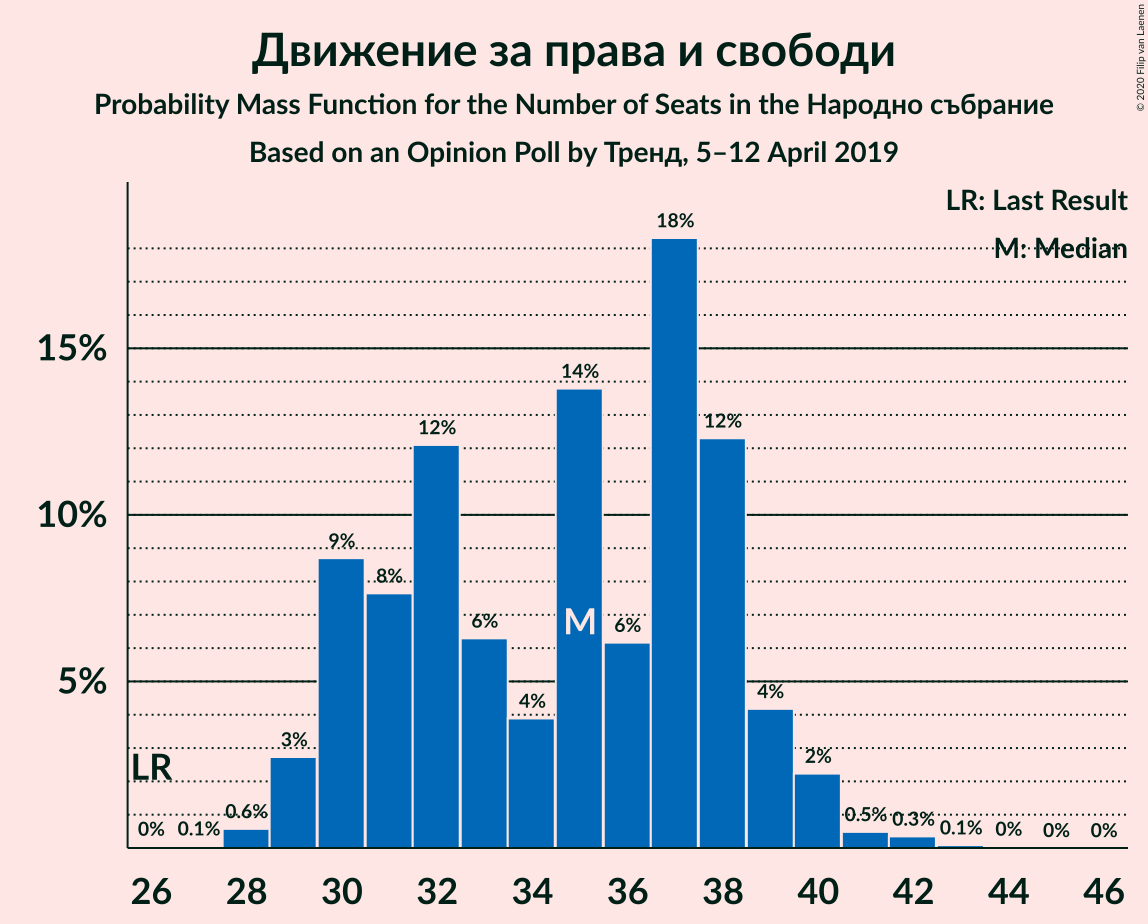 Движение за права и свободи
Probability Mass Function for the Number of Seats in the Народно събрание
Based on an Opinion Poll by Тренд, 5–12 April 2019
© 2020 Filip van Laenen
LR: Last Result
M: Median
18%
15%
14%
12%
12%
10%
9%
8%
6%
M
6%
5%
4%
4%
3%
LR
2%
0%
0.1%
0.6%
0.5%
0.3%
0.1%
0%
0%
0%
26 28 30 32 34 36 38 40 42 44 46